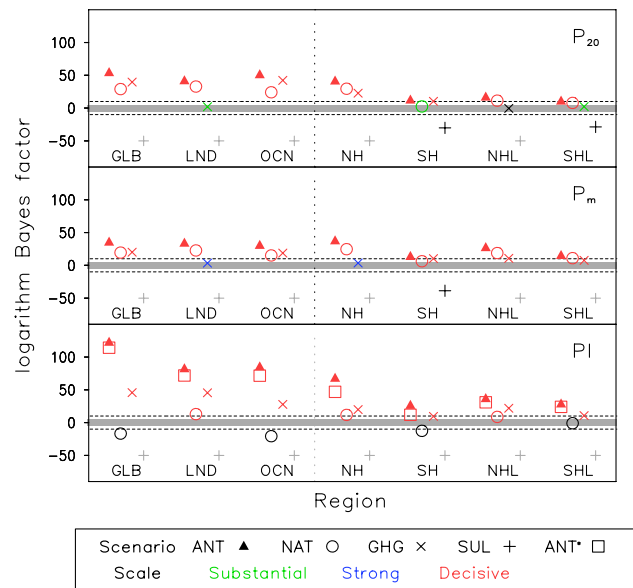 P20
100
50
0
−50
GLB LND OCN NH SH NHL SHL
Pm
100
50
0
−50
GLB LND OCN NH SH NHL SHL
PI
100
50
0
−50
GLB LND OCN NH SH NHL SHL
logarithm Bayes factor
Region
Scenario ANT ▲ NAT ○ GHG × SUL + ANT* □
Scale Substantial Strong Decisive